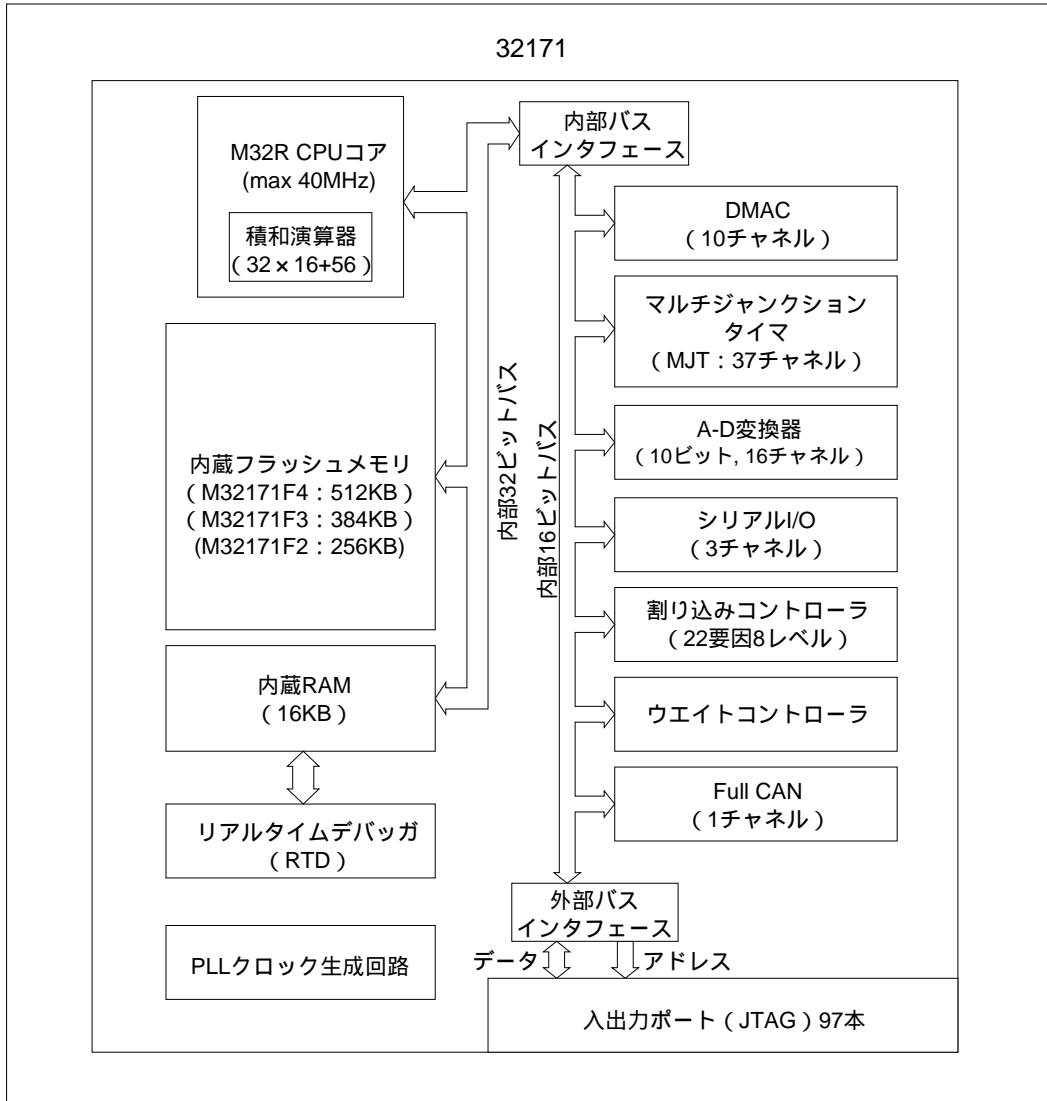 32171
M32R CPUコア
(max 40MHz)
積和演算器
(32×16+56)
内蔵フラッシュメモリ
(M32171F4:512KB)
(M32171F3:384KB)
(M32171F2:256KB)
内蔵RAM
(16KB)
リアルタイムデバッガ
(RTD)
PLLクロック生成回路
内部32ビットバス
内部16ビットバス
内部バス
インタフェース
DMAC
(10チャネル)
マルチジャンクション
タイマ
(MJT:37チャネル)
A-D変換器
(10ビット, 16チャネル)
シリアルI/O
(3チャネル)
割り込みコントローラ
(22要因8レベル)
ウエイトコントローラ
Full CAN
(1チャネル)
外部バス
インタフェース
データ
アドレス
入出力ポート(JTAG)97本